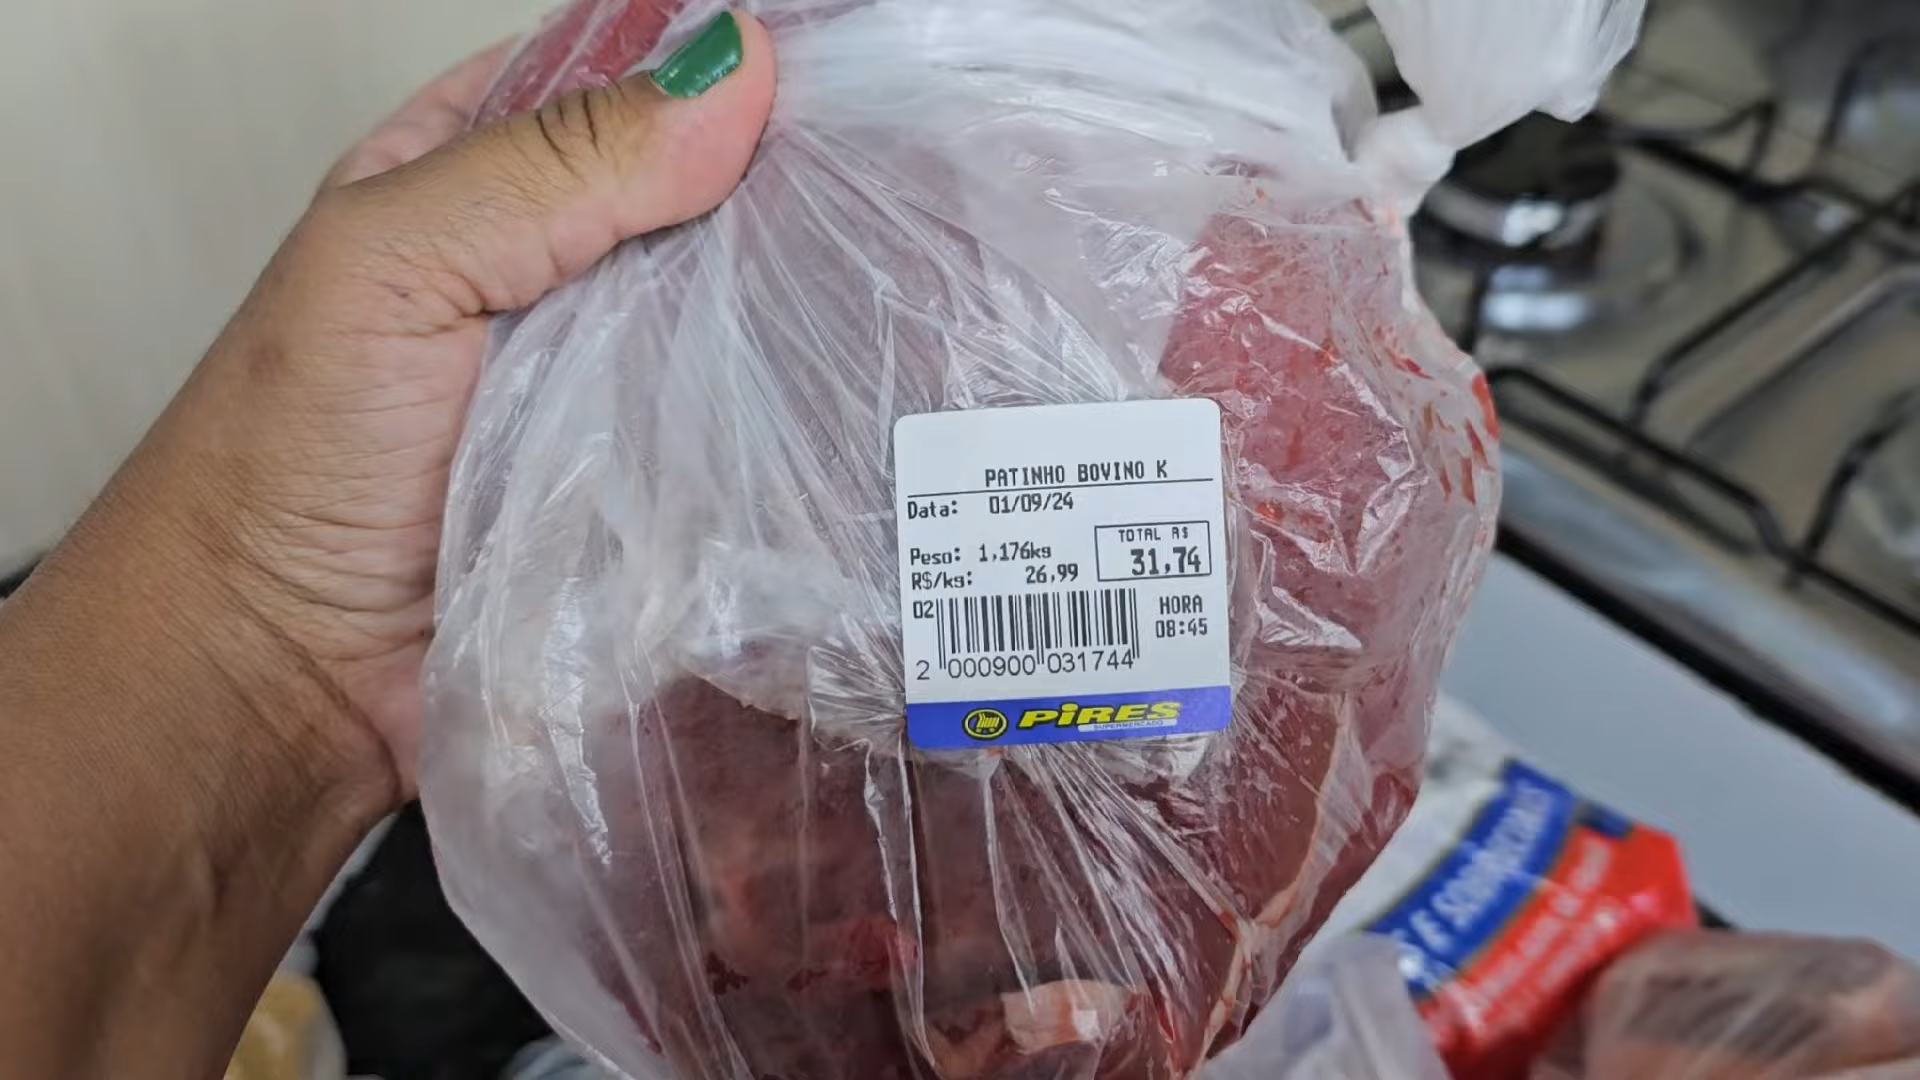 PATINHO BOVINO K
Data: 01/09/24
Peso: 1,176kg
R$/kg: 26,99
TOTAL R$
31,74
02
HORA
08:45
2 000900 031744
PiRES
SUPERMERCADO